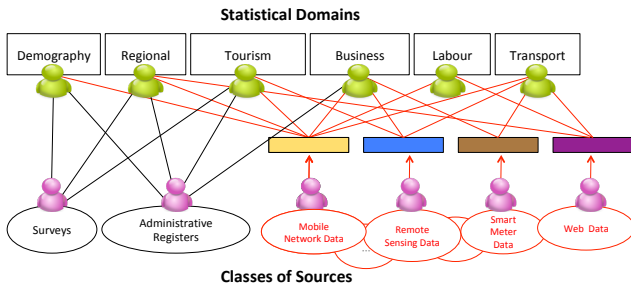 Statistical Domains
Demography
Regional
Tourism
Business
Labour
Transport
Surveys
Administrative
Registers
Mobile
Network Data
...
Remote
Sensing Data
Smart
Meter
Data
Web Data
Classes of Sources